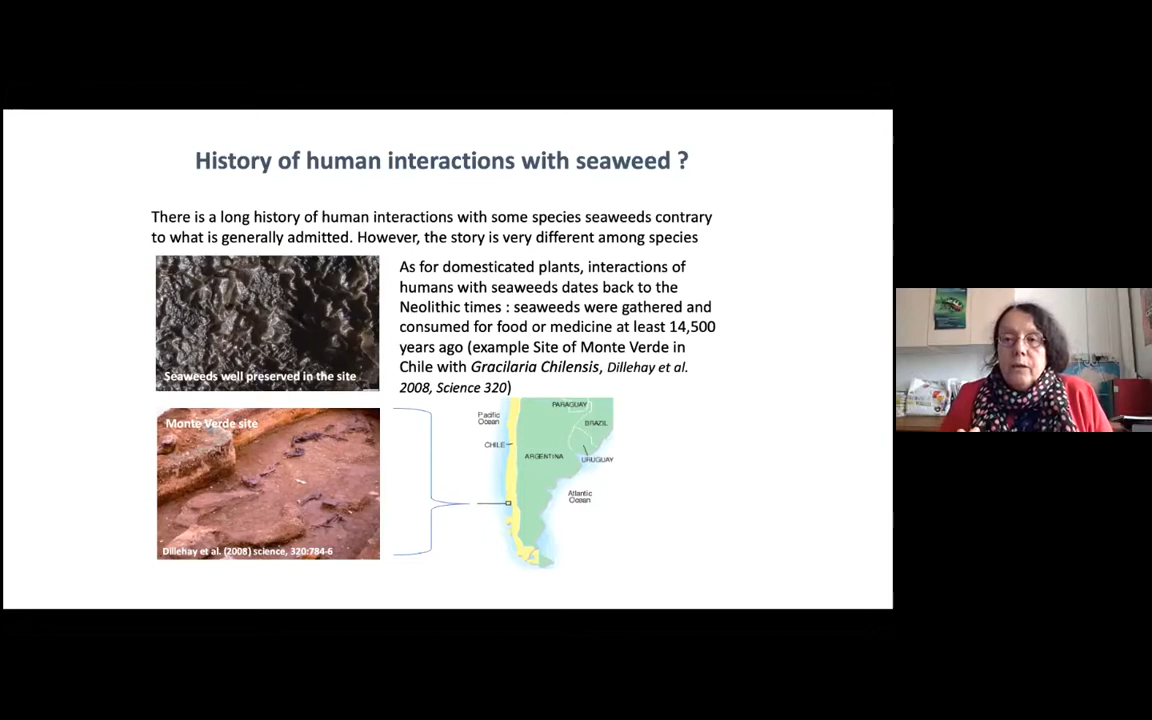 History of human interactions with seaweed ?
There is a long history of human interactions with some species seaweeds contrary
to what is generally admitted. However, the story is very different among species
As for domesticated plants, interactions of
humans with seaweeds dates back to the
Neolithic times : seaweeds were gathered and
consumed for food or medicine at least 14,500
years ago (example Site of Monte Verde in
Chile with Gracilaria Chilensis, Dillehay et al.
2008, Science 320)
Seaweeds well preserved in the site
Monte Verde site
Dillehay et al. (2008) science, 320:784-6
PARAGUAY
Pacific
Ocean
BRAZIL
CHILE
ARGENTINA
URUGUAY
Atlantic
Ocean